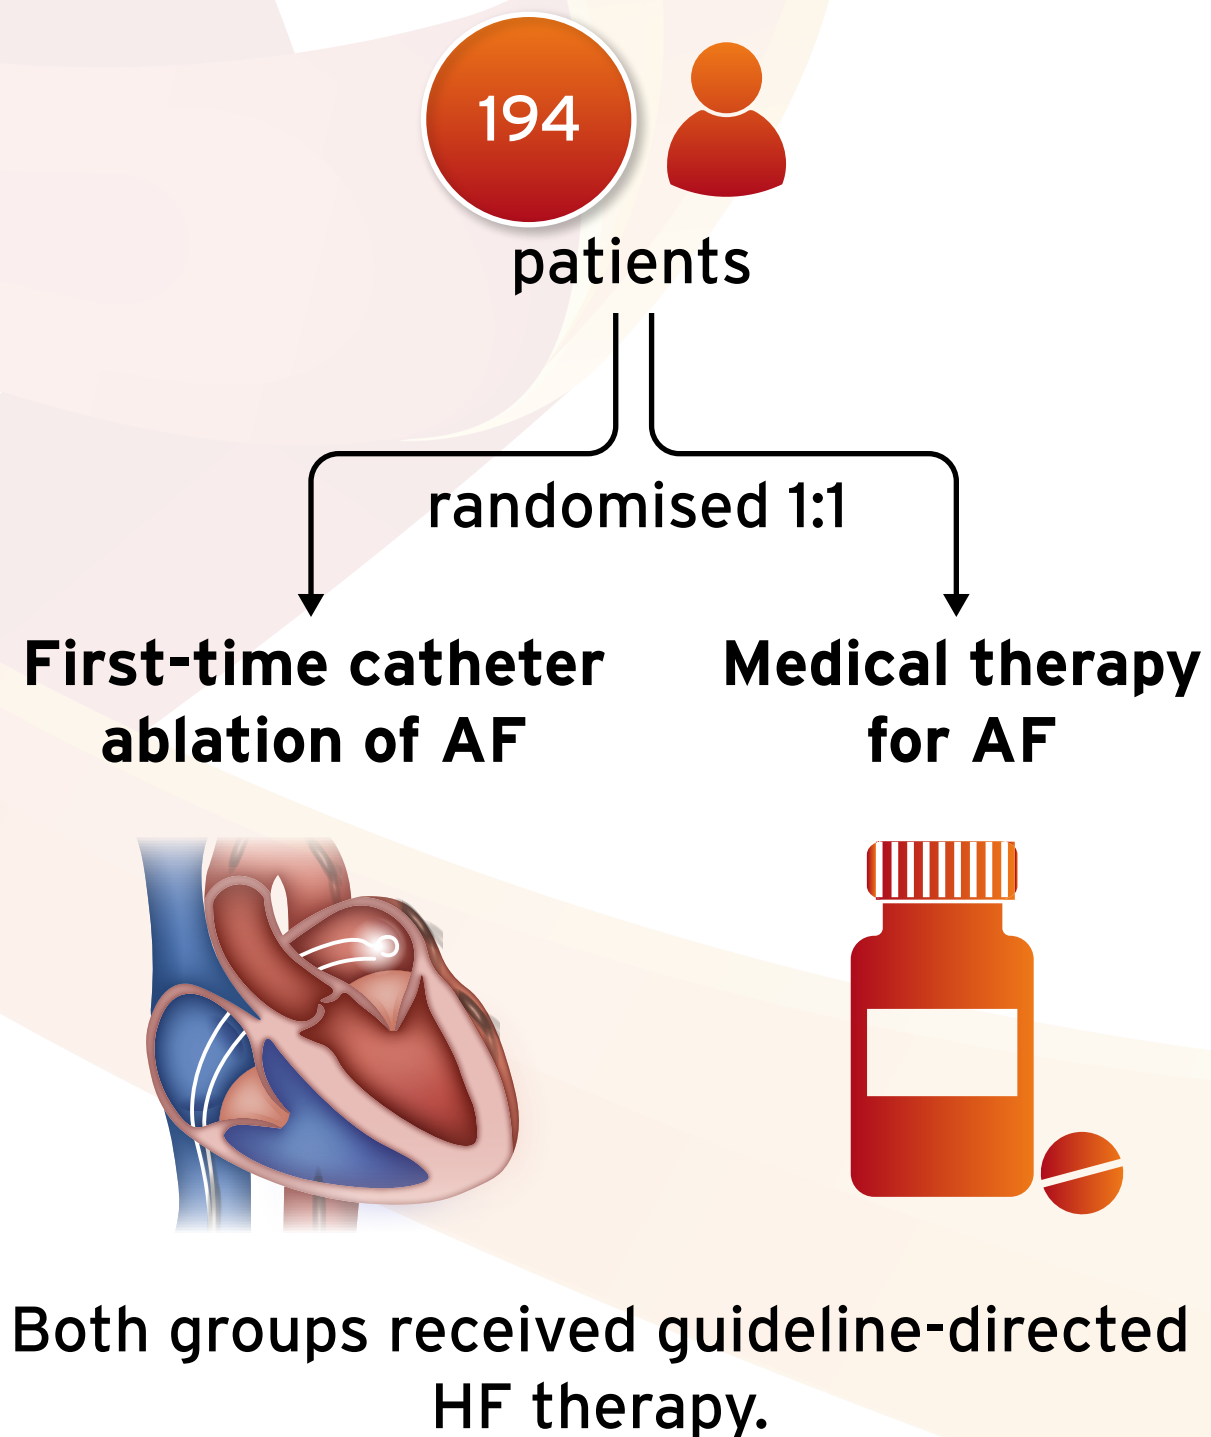 194
patients
randomised 1:1
First-time catheter
ablation of AF
Medical therapy
for AF
Both groups received guideline-directed
HF therapy.